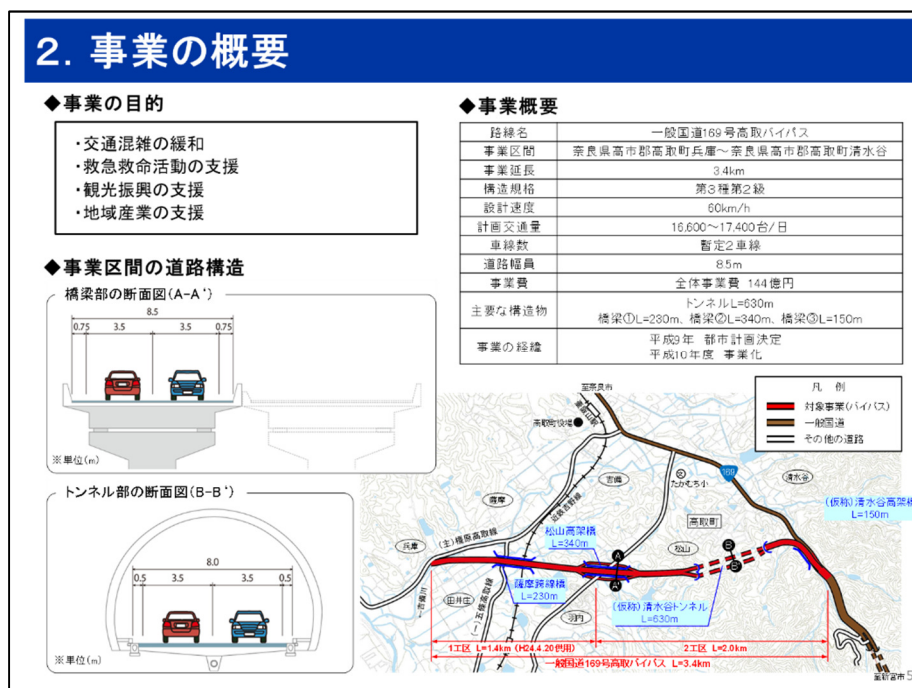 2. 事業の概要
◆事業の目的
・交通混雑の緩和
・救急救命活動の支援
・観光振興の支援
・地域産業の支援
◆事業区間の道路構造
橋梁部の断面図(A-A')
8.5
0.75 3.5 3.5 0.75
※単位(m)
トンネル部の断面図(B-B')
8.0
0.5 3.5 3.5 0.5
※単位(m)
◆事業概要
路線名 一般国道169号高取バイパス
事業区間 奈良県高市郡高取町兵庫～奈良県高市郡高取町清水谷
事業延長 3.4km
構造規格 第3種第2級
設計速度 60km/h
計画交通量 16,600～17,400台/日
車線数 暫定2車線
道路幅員 8.5m
事業費 全体事業費 144億円
主要な構造物 トンネルL=630m
橋梁①L=230m、橋梁②L=340m、橋梁③L=150m
事業の経緯 平成9年 都市計画決定
平成10年度 事業化
凡 例
対象事業(バイパス)
一般国道
その他の道路
至奈良市
高取町役場
169
吉備
文
たかむち小
清水谷
薩摩
近鉄吉野線
高取町
(仮称)清水谷高架橋
L=150m
兵庫
(主)橿原高取線
松山高架橋
L=340m
松山
A
A'
B
B'
薩摩跨線橋
L=230m
田井庄
(一)五條高取線
羽内
(仮称)清水谷トンネル
L=630m
1工区 L=1.4km (H24.4.20供用)
2工区 L=2.0km
一般国道169号高取バイパス L=3.4km
至新宮市
5